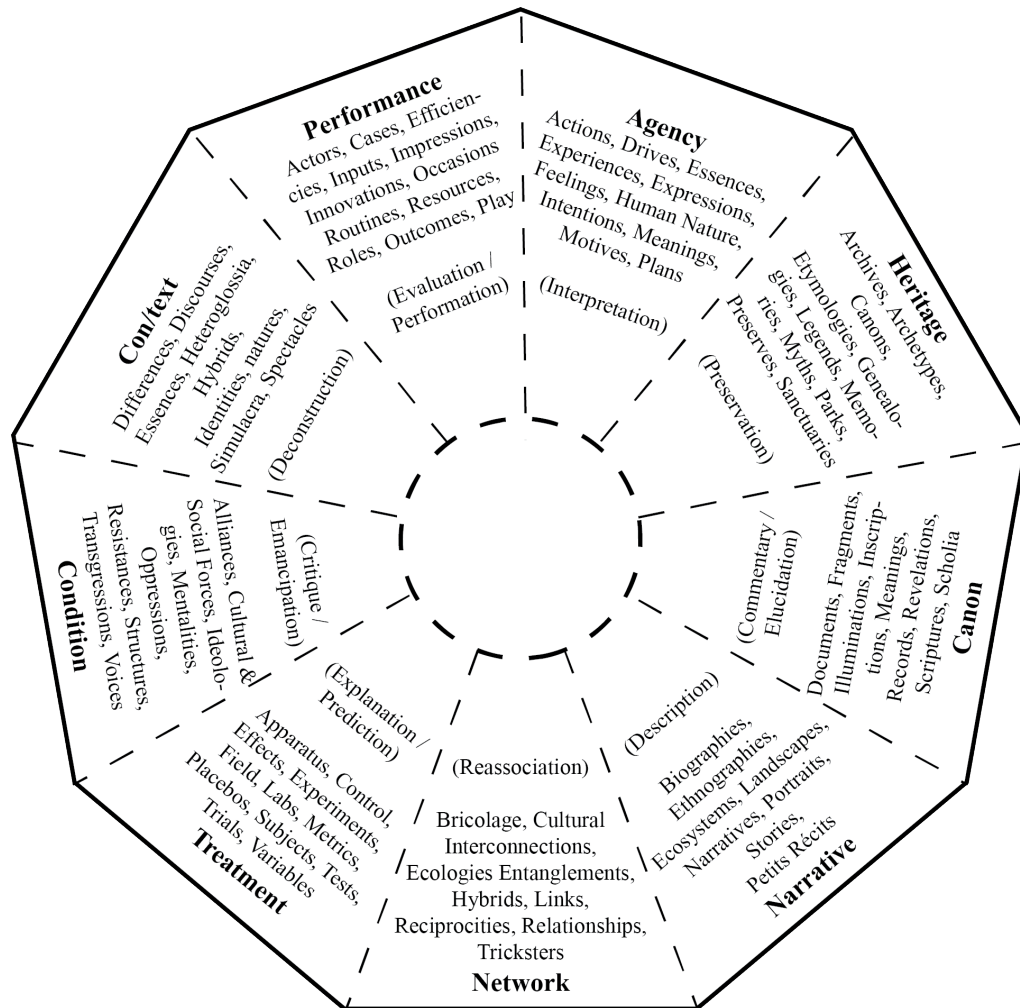 Performance
Actors, Cases, Efficien-
cies, Inputs, Impressions,
Innovations, Occasions
Routines, Resources,
Roles, Outcomes, Play
(Evaluation /
Performation)
Agency
Actions, Drives, Essences,
Experiences, Expressions,
Feelings, Human Nature,
Intentions, Meanings,
Motives, Plans
(Interpretation)
Heritage
Archives, Archetypes,
Canons,
Etymologies, Genealo-
gies, Legends, Memo-
ries, Myths, Parks,
Preserves, Sanctuaries
(Preservation)
Canon
Documents, Fragments,
Illuminations, Inscrip-
tions, Meanings,
Records, Revelations,
Scriptures, Scholia
(Commentary /
Elucidation)
Narrative
Biographies,
Ethnographies,
Ecosystems, Landscapes,
Narratives, Portraits,
Stories,
Petits Récits
(Description)
(Reassociation)
Bricolage, Cultural
Interconnections,
Ecologies Entanglements,
Hybrids, Links,
Reciprocities, Relationships,
Tricksters
Network
(Explanation /
Prediction)
Apparatus, Control,
Effects, Experiments,
Field, Labs, Metrics,
Placebos, Subjects, Tests,
Trials, Variables
Treatment
(Critique /
Emancipation)
Alliances, Cultural &
Social Forces, Ideolo-
gies, Mentalities,
Oppressions,
Resistances, Structures,
Transgressions, Voices
Condition
Con/text
Differences, Discourses,
Essences, Heteroglossia,
Hybrids,
Identities, natures,
Simulacra, Spectacles
(Deconstruction)